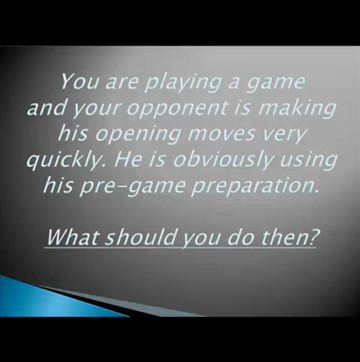 You are playing a game
and your opponent is making
his opening moves very
quickly. He is obviously using
his pre-game preparation.
What should you do then?